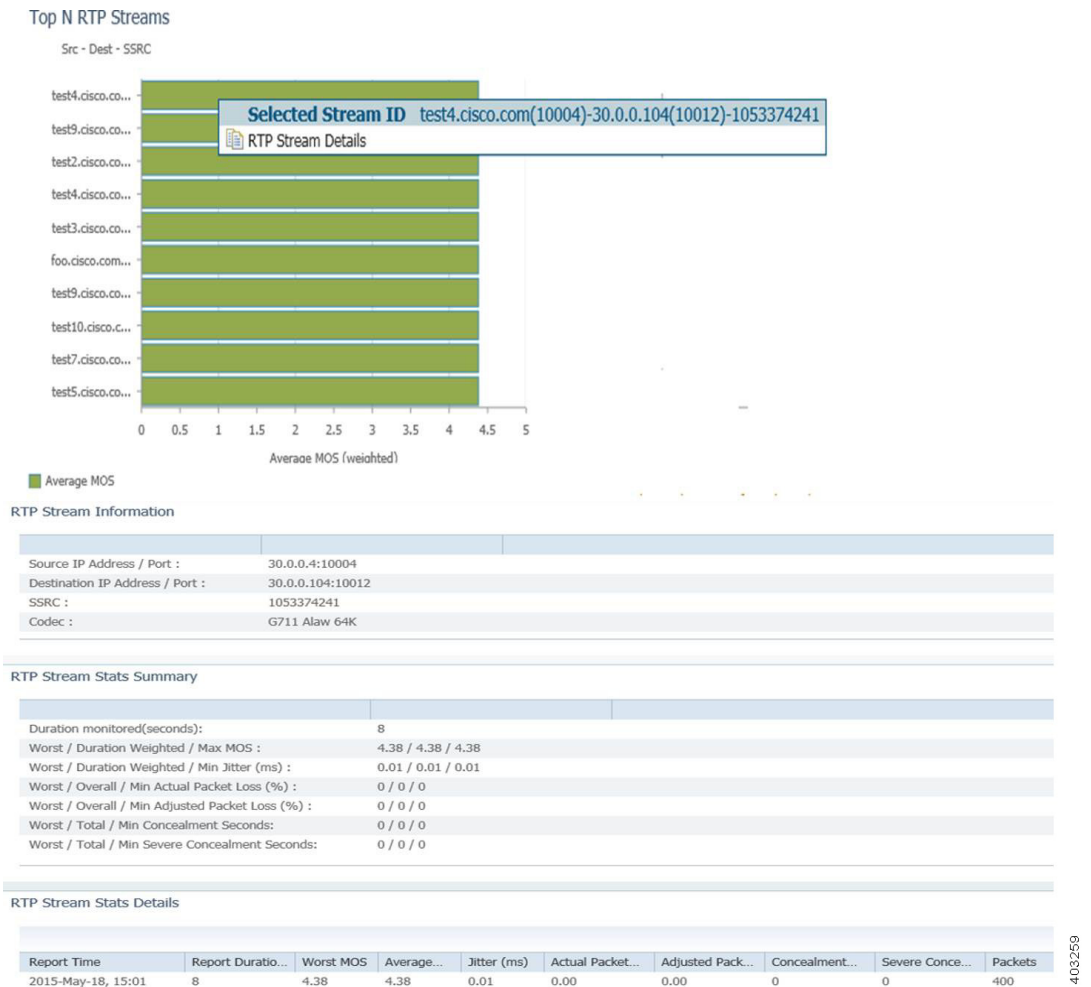 Top N RTP Streams
Src - Dest - SSRC
test4.cisco.co...
Selected Stream ID test4.cisco.com(10004)-30.0.0.104(10012)-1053374241
test9.cisco.co...
RTP Stream Details
test2.cisco.co...
test4.cisco.co...
test3.cisco.co...
foo.cisco.com...
test9.cisco.co...
test10.cisco.c...
test7.cisco.co...
test5.cisco.co...
0 0.5 1 1.5 2 2.5 3 3.5 4 4.5 5
Average MOS (weighted)
Average MOS
RTP Stream Information
Source IP Address / Port : 30.0.0.4:10004
Destination IP Address / Port : 30.0.0.104:10012
SSRC : 1053374241
Codec : G711 Alaw 64K
RTP Stream Stats Summary
Duration monitored(seconds): 8
Worst / Duration Weighted / Max MOS : 4.38 / 4.38 / 4.38
Worst / Duration Weighted / Min Jitter (ms) : 0.01 / 0.01 / 0.01
Worst / Overall / Min Actual Packet Loss (%) : 0 / 0 / 0
Worst / Overall / Min Adjusted Packet Loss (%) : 0 / 0 / 0
Worst / Total / Min Concealment Seconds: 0 / 0 / 0
Worst / Total / Min Severe Concealment Seconds: 0 / 0 / 0
RTP Stream Stats Details
Report Time Report Duratio... Worst MOS Average... Jitter (ms) Actual Packet... Adjusted Pack... Concealment... Severe Conce... Packets
2015-May-18, 15:01 8 4.38 4.38 0.01 0.00 0.00 0 0 400
403259